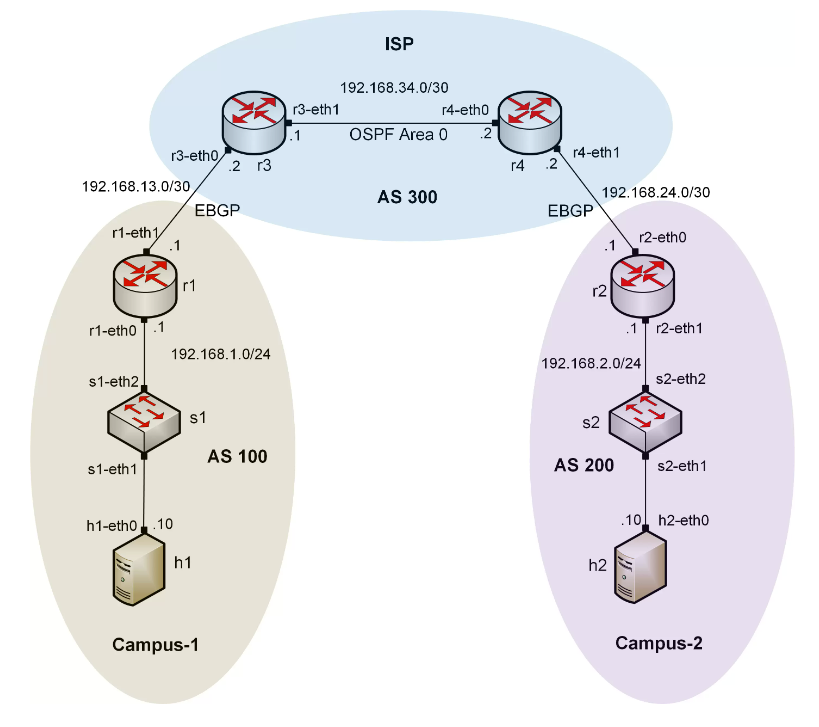 ISP
192.168.34.0/30
r3-eth1
r4-eth0
.1
OSPF Area 0
.2
r3-eth0
.2
r3
r4
.2
r4-eth1
192.168.13.0/30
AS 300
192.168.24.0/30
EBGP
EBGP
r1-eth1
.1
.1
r2-eth0
r1
r2
r1-eth0
.1
.1
r2-eth1
192.168.1.0/24
192.168.2.0/24
s1-eth2
s2-eth2
s1
s2
AS 100
AS 200
s1-eth1
s2-eth1
h1-eth0
.10
.10
h2-eth0
h1
h2
Campus-1
Campus-2